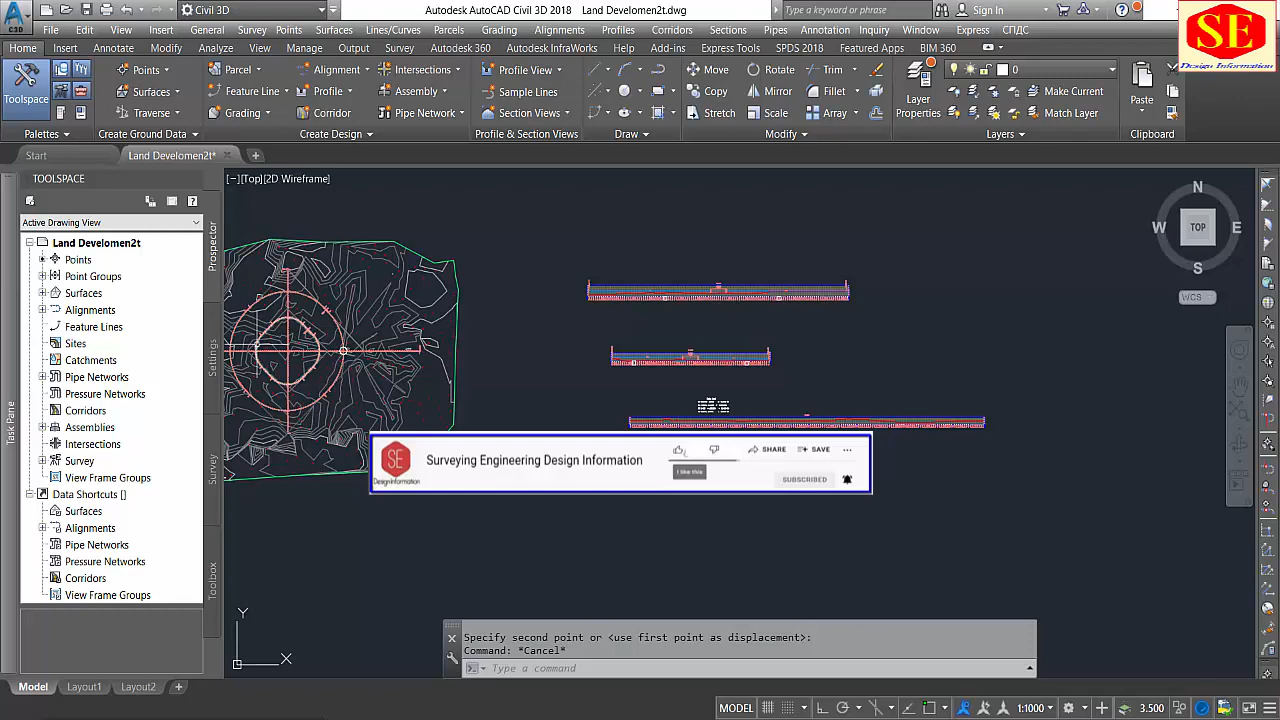 Civil 3D
Autodesk AutoCAD Civil 3D 2018 Land Developmen2t.dwg
Type a keyword or phrase
Sign In
File Edit View Insert General Survey Points Surfaces Lines/Curves Parcels Grading Alignments Profiles Corridors Sections Pipes Annotation Inquiry Window Express СПДС
Home Insert Annotate Modify Analyze View Manage Output Survey Autodesk 360 Autodesk InfraWorks Help Add-ins Express Tools SPDS 2018 Featured Apps BIM 360
SE
Design Information
Toolspace
Points
Surfaces
Traverse
Parcel
Feature Line
Grading
Alignment
Profile
Corridor
Intersections
Assembly
Pipe Network
Profile View
Sample Lines
Section Views
Move
Copy
Stretch
Rotate
Mirror
Scale
Trim
Fillet
Array
Layer
Properties
0
Make Current
Match Layer
Paste
Palettes
Create Ground Data
Create Design
Profile & Section Views
Draw
Modify
Layers
Clipboard
Start
Land Developmen2t*
TOOLSPACE
Active Drawing View
Land Developmen2t
Points
Point Groups
Surfaces
Alignments
Feature Lines
Sites
Catchments
Pipe Networks
Pressure Networks
Corridors
Assemblies
Intersections
Survey
View Frame Groups
Data Shortcuts []
Surfaces
Alignments
Pipe Networks
Pressure Networks
Corridors
View Frame Groups
Task Pane
Prospector
Settings
Survey
Toolbox
[−][Top][2D Wireframe]
N
W
TOP
E
S
WCS
SE
DesignInformation
Surveying Engineering Design Information
SHARE
SAVE
I like this
SUBSCRIBED
Y
X
Specify second point or <use first point as displacement>:
Command: *Cancel*
Type a command
Model
Layout1
Layout2
MODEL
1:1000
3.500